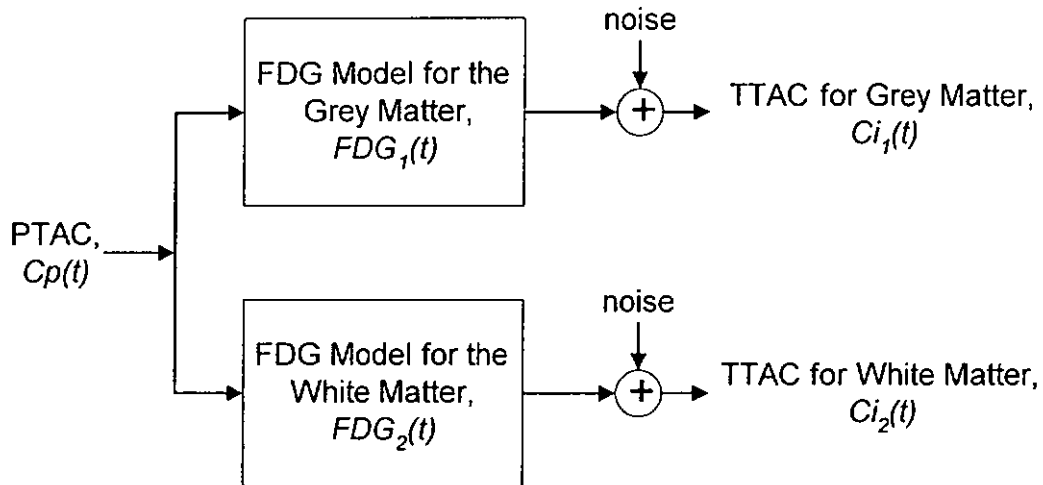 noise
FDG Model for the
Grey Matter,
FDG₁(t)
+
TTAC for Grey Matter,
Ci₁(t)
PTAC,
Cp(t)
noise
FDG Model for the
White Matter,
FDG₂(t)
+
TTAC for White Matter,
Ci₂(t)